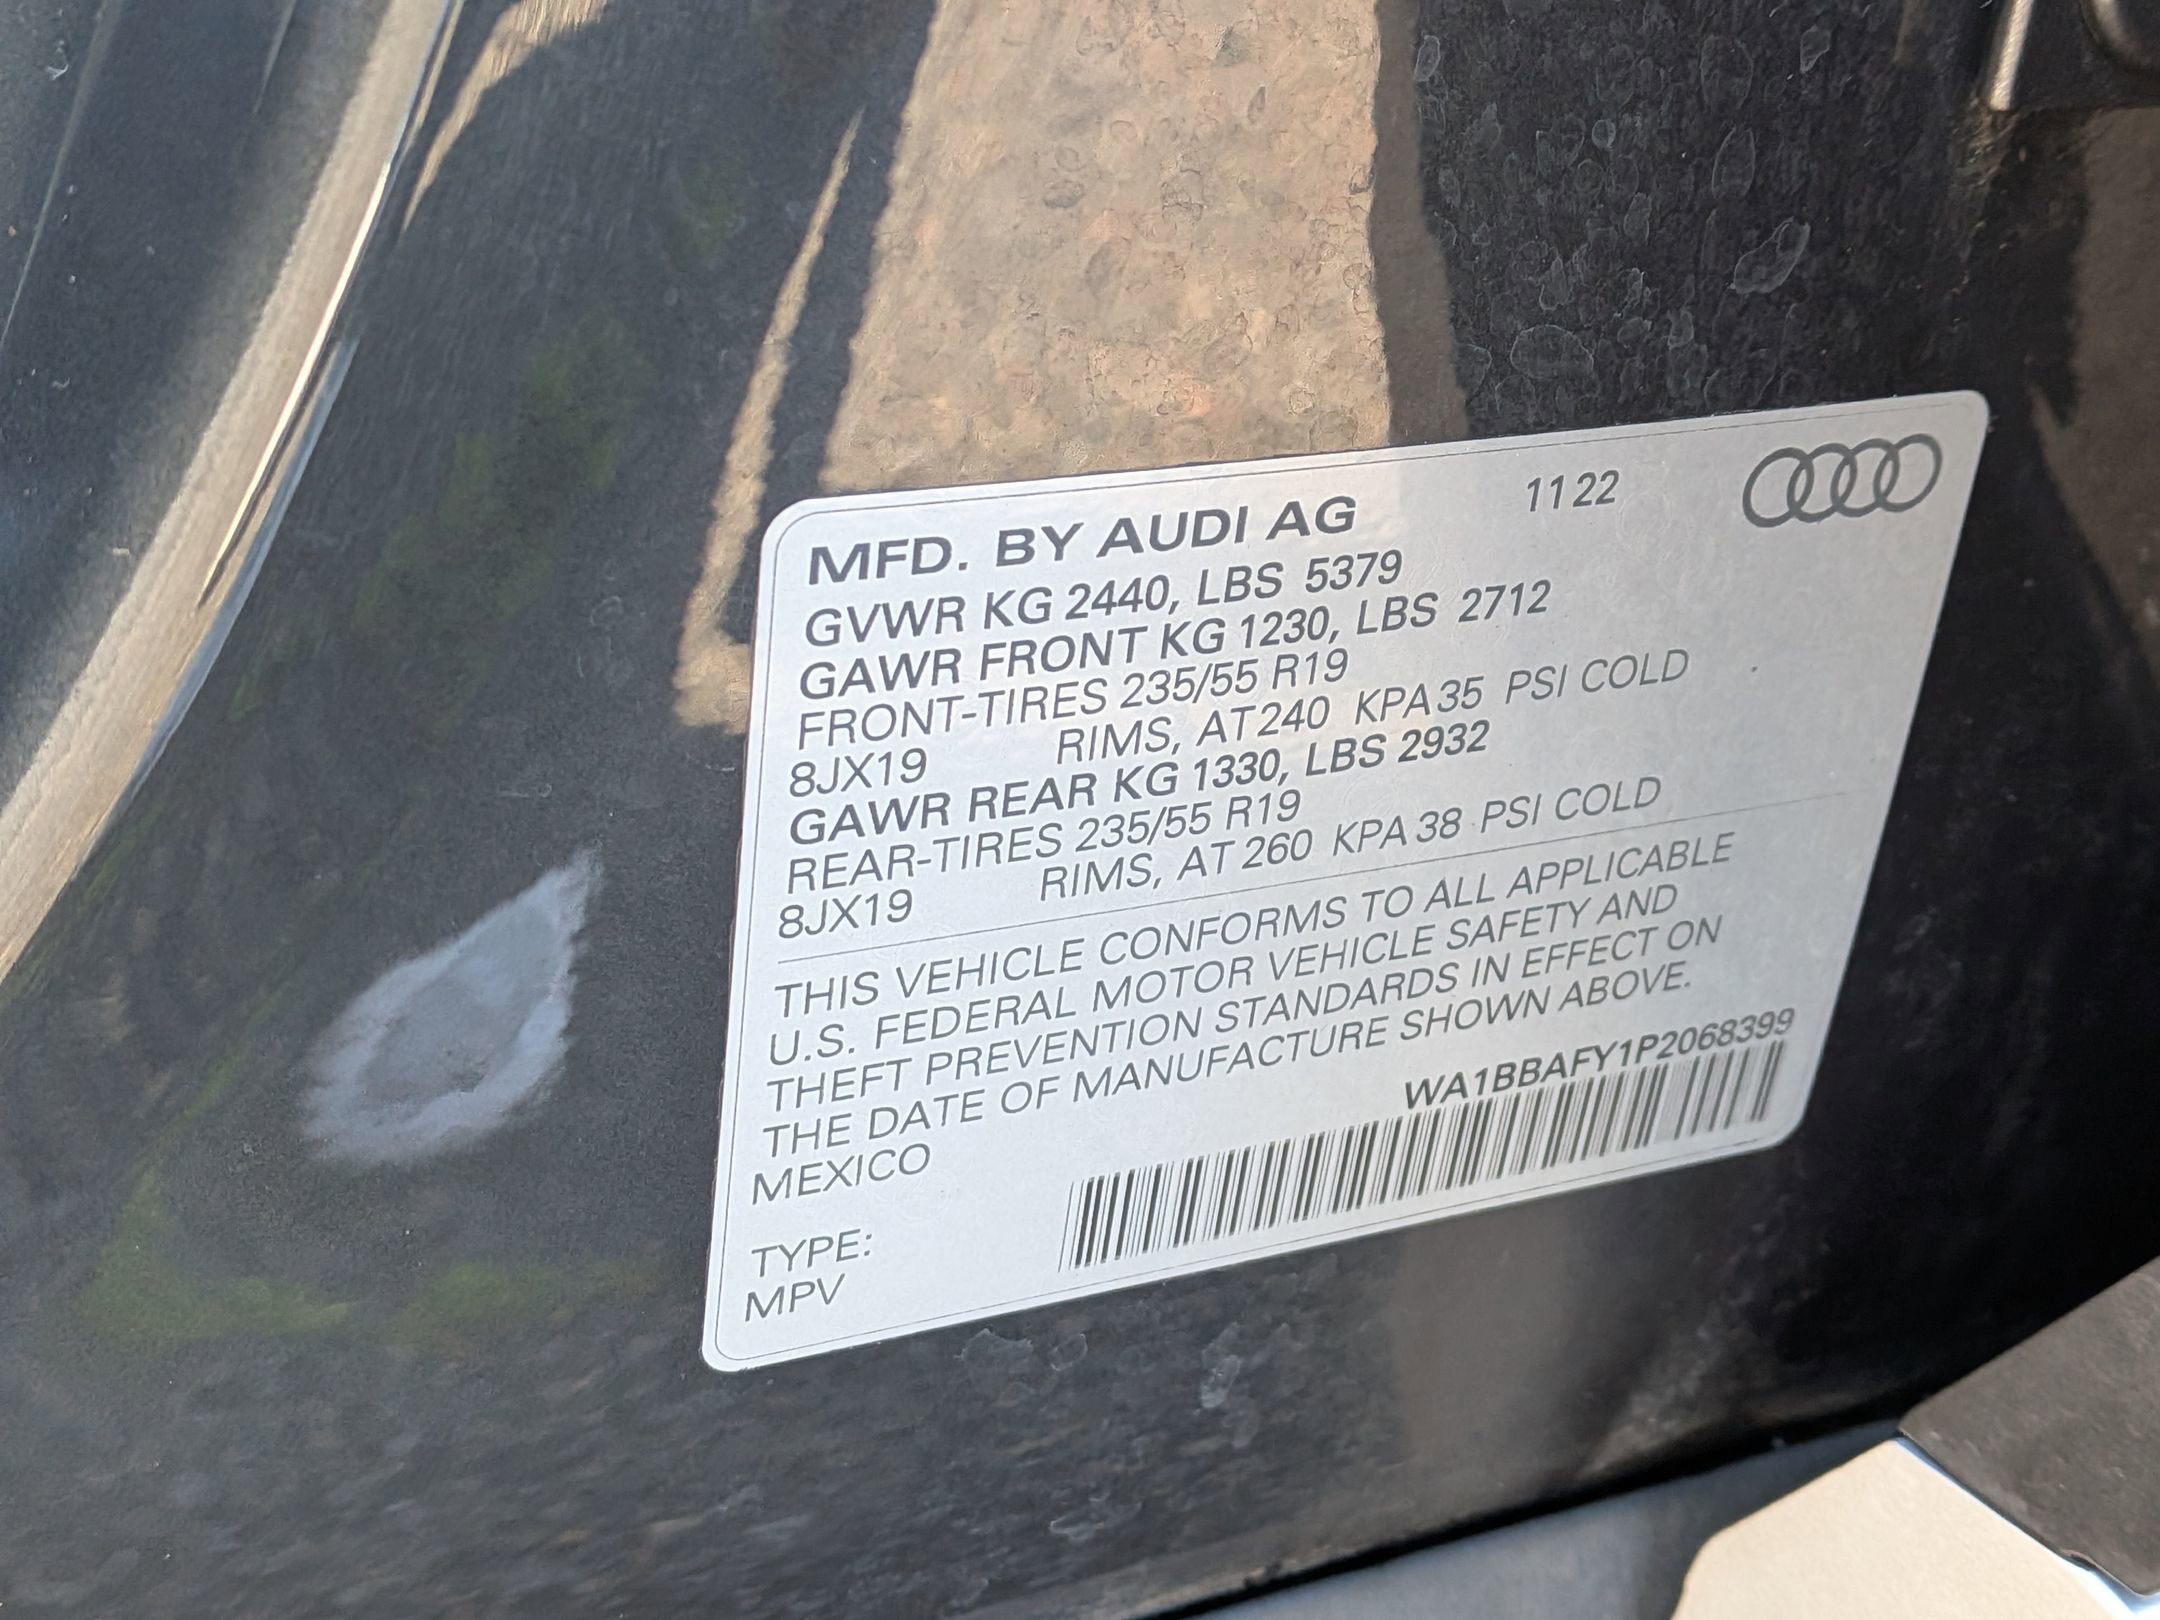 MFD. BY AUDI AG 1122
GVWR KG 2440, LBS 5379
GAWR FRONT KG 1230, LBS 2712
FRONT-TIRES 235/55 R19
8JX19 RIMS, AT 240 KPA 35 PSI COLD
GAWR REAR KG 1330, LBS 2932
REAR-TIRES 235/55 R19
8JX19 RIMS, AT 260 KPA 38 PSI COLD
THIS VEHICLE CONFORMS TO ALL APPLICABLE
U.S. FEDERAL MOTOR VEHICLE SAFETY AND
THEFT PREVENTION STANDARDS IN EFFECT ON
THE DATE OF MANUFACTURE SHOWN ABOVE.
MEXICO WA1BBAFY1P2068399
TYPE:
MPV